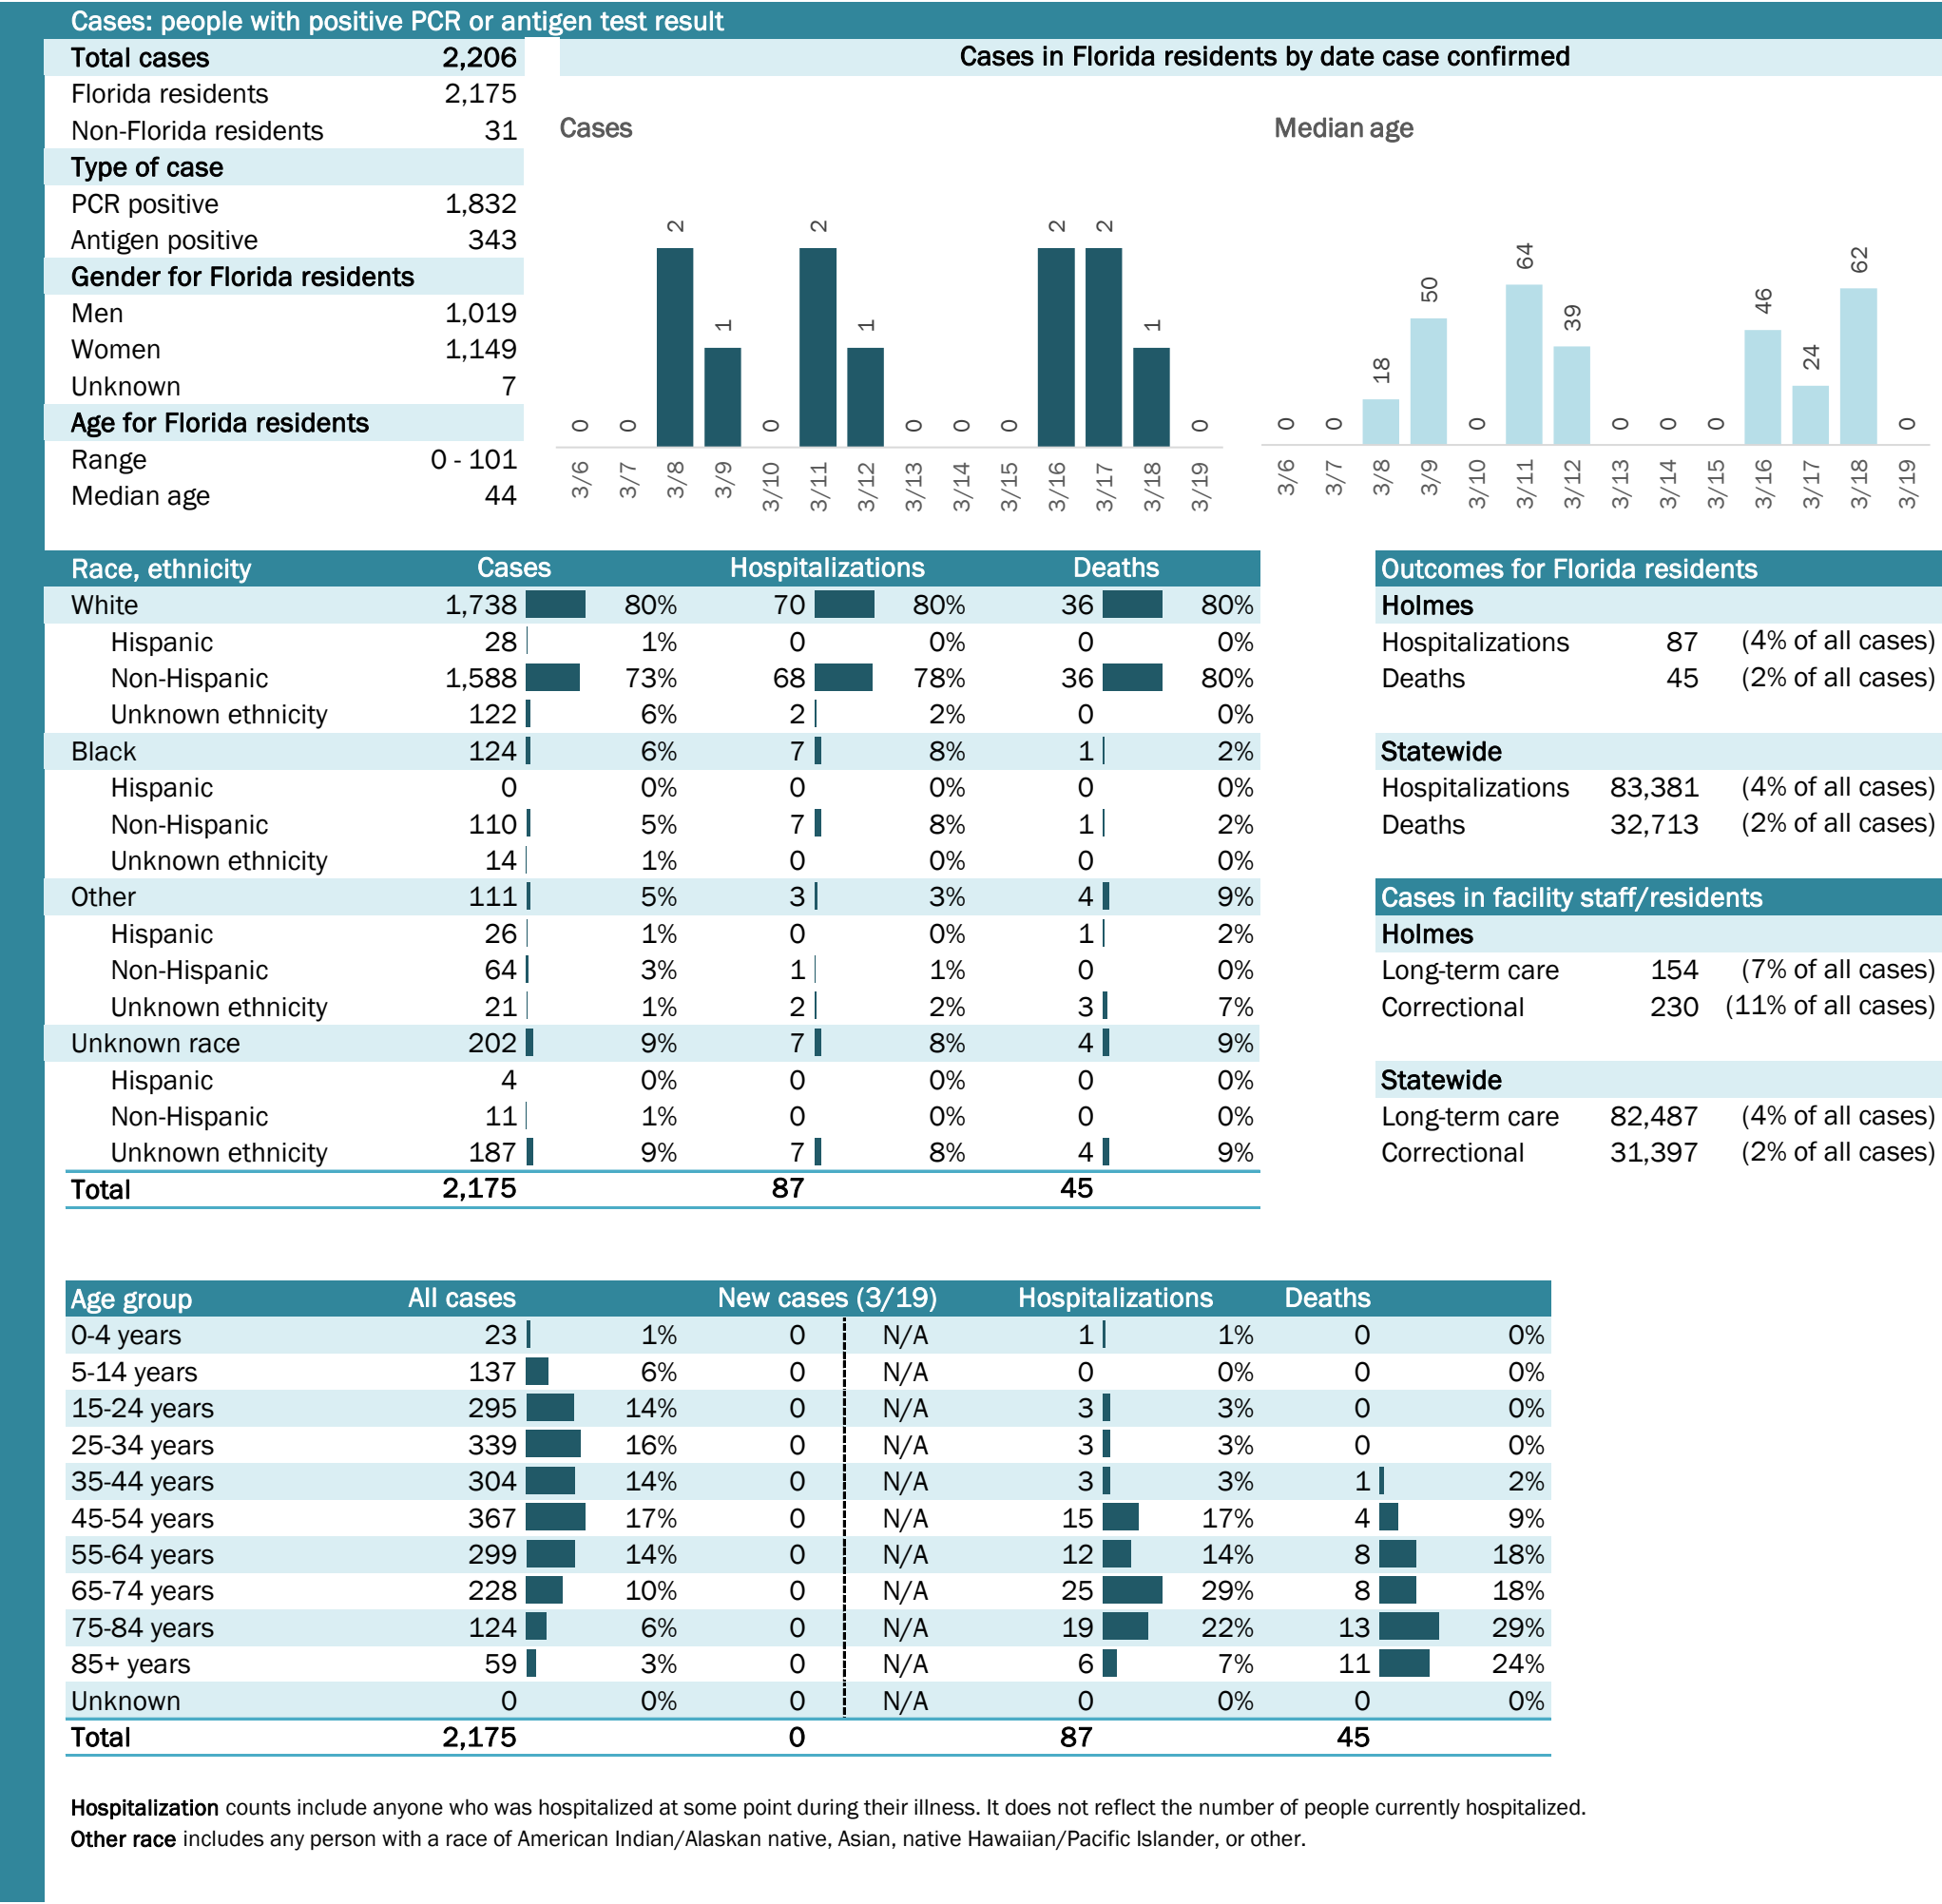 Cases: people with positive PCR or antigen test result
Total cases 2,206
Florida residents 2,175
Non-Florida residents 31
Type of case
PCR positive 1,832
Antigen positive 343
Gender for Florida residents
Men 1,019
Women 1,149
Unknown 7
Age for Florida residents
Range 0 - 101
Median age 44
Cases in Florida residents by date case confirmed
Cases
0 0 2 1 0 2 1 0 0 0 2 2 1 0
3/6 3/7 3/8 3/9 3/10 3/11 3/12 3/13 3/14 3/15 3/16 3/17 3/18 3/19
Median age
0 0 18 50 0 64 39 0 0 0 46 24 62 0
3/6 3/7 3/8 3/9 3/10 3/11 3/12 3/13 3/14 3/15 3/16 3/17 3/18 3/19
Race, ethnicity Cases Hospitalizations Deaths
White 1,738 80% 70 80% 36 80%
Hispanic 28 1% 0 0% 0 0%
Non-Hispanic 1,588 73% 68 78% 36 80%
Unknown ethnicity 122 6% 2 2% 0 0%
Black 124 6% 7 8% 1 2%
Hispanic 0 0% 0 0% 0 0%
Non-Hispanic 110 5% 7 8% 1 2%
Unknown ethnicity 14 1% 0 0% 0 0%
Other 111 5% 3 3% 4 9%
Hispanic 26 1% 0 0% 1 2%
Non-Hispanic 64 3% 1 1% 0 0%
Unknown ethnicity 21 1% 2 2% 3 7%
Unknown race 202 9% 7 8% 4 9%
Hispanic 4 0% 0 0% 0 0%
Non-Hispanic 11 1% 0 0% 0 0%
Unknown ethnicity 187 9% 7 8% 4 9%
Total 2,175 87 45
Outcomes for Florida residents
Holmes
Hospitalizations 87 (4% of all cases)
Deaths 45 (2% of all cases)
Statewide
Hospitalizations 83,381 (4% of all cases)
Deaths 32,713 (2% of all cases)
Cases in facility staff/residents
Holmes
Long-term care 154 (7% of all cases)
Correctional 230 (11% of all cases)
Statewide
Long-term care 82,487 (4% of all cases)
Correctional 31,397 (2% of all cases)
Age group All cases New cases (3/19) Hospitalizations Deaths
0-4 years 23 1% 0 N/A 1 1% 0 0%
5-14 years 137 6% 0 N/A 0 0% 0 0%
15-24 years 295 14% 0 N/A 3 3% 0 0%
25-34 years 339 16% 0 N/A 3 3% 0 0%
35-44 years 304 14% 0 N/A 3 3% 1 2%
45-54 years 367 17% 0 N/A 15 17% 4 9%
55-64 years 299 14% 0 N/A 12 14% 8 18%
65-74 years 228 10% 0 N/A 25 29% 8 18%
75-84 years 124 6% 0 N/A 19 22% 13 29%
85+ years 59 3% 0 N/A 6 7% 11 24%
Unknown 0 0% 0 N/A 0 0% 0 0%
Total 2,175 0 87 45
Hospitalization counts include anyone who was hospitalized at some point during their illness. It does not reflect the number of people currently hospitalized.
Other race includes any person with a race of American Indian/Alaskan native, Asian, native Hawaiian/Pacific Islander, or other.